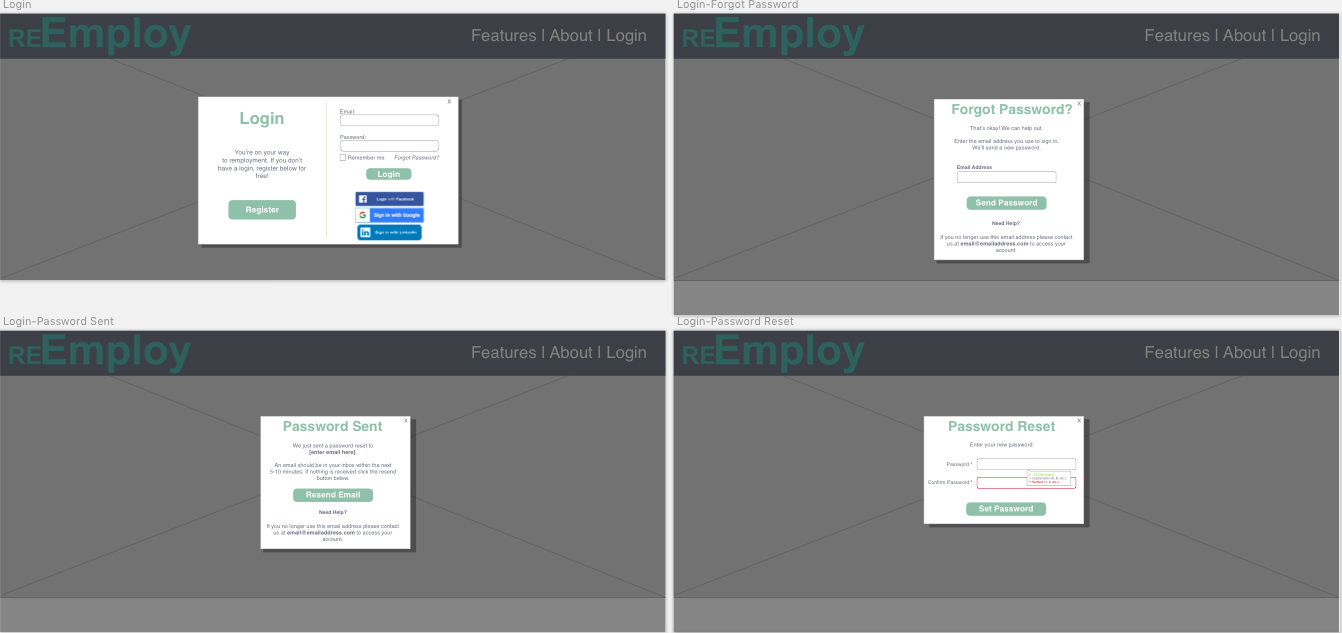 Login
REEmploy
Features | About | Login
Login
You're on your way
to remployment. If you don't
have a login, register below for
free!
Register
X
Email:
Password:
Remember me
Forgot Password?
Login
Login with Facebook
Sign in with Google
Sign in with LinkedIn
Login-Forgot Password
REEmploy
Features | About | Login
X
Forgot Password?
That's okay! We can help out.
Enter the email address you use to sign in.
We'll send a new password.
Email Address
Send Password
Need Help?
If you no longer use this email address please contact
us at email@emailaddress.com to access your
account.
Login-Password Sent
REEmploy
Features | About | Login
X
Password Sent
We just sent a password reset to
[enter email here].
An email should be in your inbox within the next
5-10 minutes. If nothing is received click the resend
button below.
Resend Email
Need Help?
If you no longer use this email address please contact
us at email@emailaddress.com to access your
account.
Login-Password Reset
REEmploy
Features | About | Login
X
Password Reset
Enter your new password:
Password *
Confirm Password *
Set Password